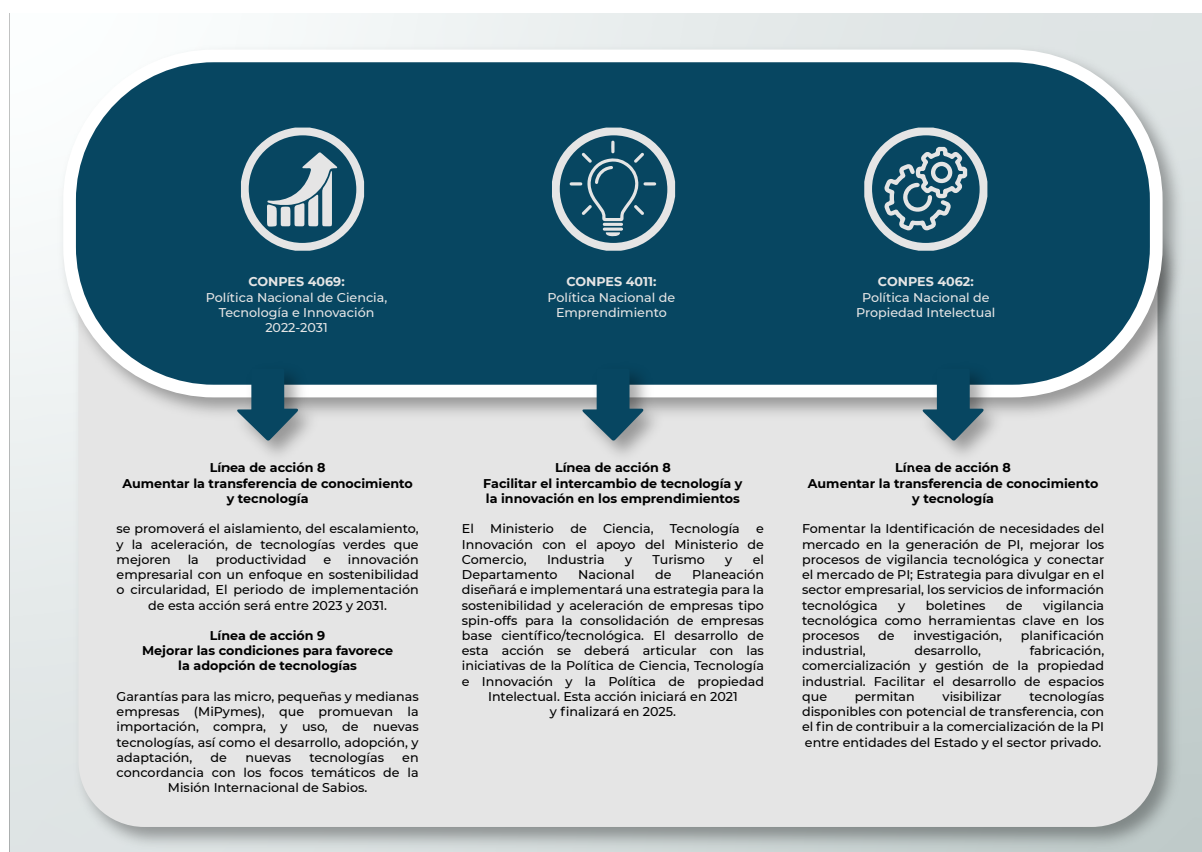 CONPES 4069:
Política Nacional de Ciencia,
Tecnología e Innovación
2022-2031
CONPES 4011:
Política Nacional de
Emprendimiento
CONPES 4062:
Política Nacional de
Propiedad Intelectual
Línea de acción 8
Aumentar la transferencia de conocimiento
y tecnología
se promoverá el aislamiento, del escalamiento,
y la aceleración, de tecnologías verdes que
mejoren la productividad e innovación
empresarial con un enfoque en sostenibilidad
o circularidad, El periodo de implementación
de esta acción será entre 2023 y 2031.
Línea de acción 9
Mejorar las condiciones para favorece
la adopción de tecnologías
Garantías para las micro, pequeñas y medianas
empresas (MiPymes), que promuevan la
importación, compra, y uso, de nuevas
tecnologías, así como el desarrollo, adopción, y
adaptación, de nuevas tecnologías en
concordancia con los focos temáticos de la
Misión Internacional de Sabios.
Línea de acción 8
Facilitar el intercambio de tecnología y
la innovación en los emprendimientos
El Ministerio de Ciencia, Tecnología e
Innovación con el apoyo del Ministerio de
Comercio, Industria y Turismo y el
Departamento Nacional de Planeación
diseñará e implementará una estrategia para la
sostenibilidad y aceleración de empresas tipo
spin-offs para la consolidación de empresas
base científico/tecnológica. El desarrollo de
esta acción se deberá articular con las
iniciativas de la Política de Ciencia, Tecnología
e Innovación y la Política de propiedad
Intelectual. Esta acción iniciará en 2021
y finalizará en 2025.
Línea de acción 8
Aumentar la transferencia de conocimiento
y tecnología
Fomentar la Identificación de necesidades del
mercado en la generación de PI, mejorar los
procesos de vigilancia tecnológica y conectar
el mercado de PI; Estrategia para divulgar en el
sector empresarial, los servicios de información
tecnológica y boletines de vigilancia
tecnológica como herramientas clave en los
procesos de investigación, planificación
industrial, desarrollo, fabricación,
comercialización y gestión de la propiedad
industrial. Facilitar el desarrollo de espacios
que permitan visibilizar tecnologías
disponibles con potencial de transferencia, con
el fin de contribuir a la comercialización de la PI
entre entidades del Estado y el sector privado.